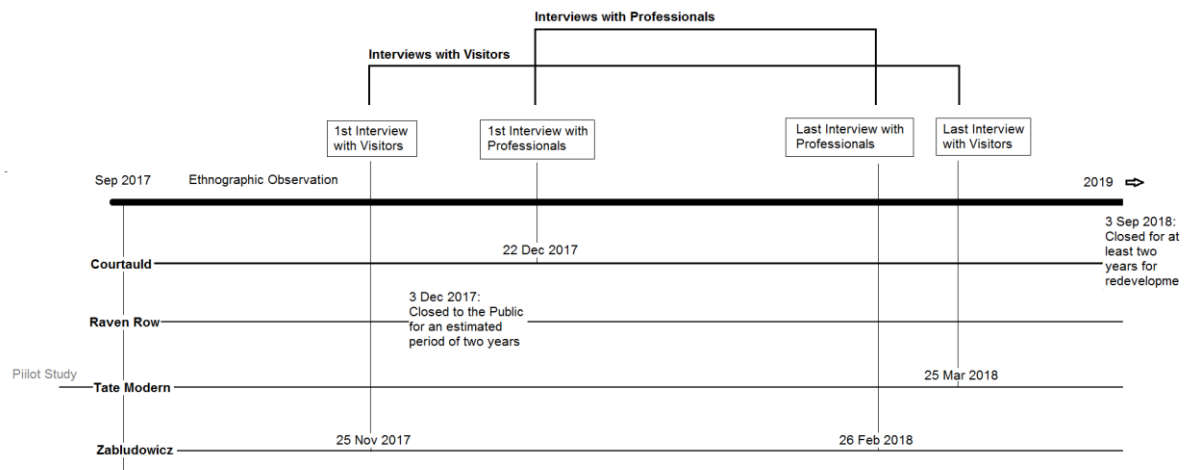 Interviews with Professionals
Interviews with Visitors
1st Interview
with Visitors
1st Interview with
Professionals
Last Interview with
Professionals
Last Interview
with Visitors
Sep 2017
Ethnographic Observation
2019
3 Sep 2018:
Closed for at
least two
years for
redevelopme
22 Dec 2017
Courtauld
3 Dec 2017:
Closed to the Public
for an estimated
period of two years
Raven Row
Piilot Study
Tate Modern
25 Mar 2018
25 Nov 2017
26 Feb 2018
Zabludowicz